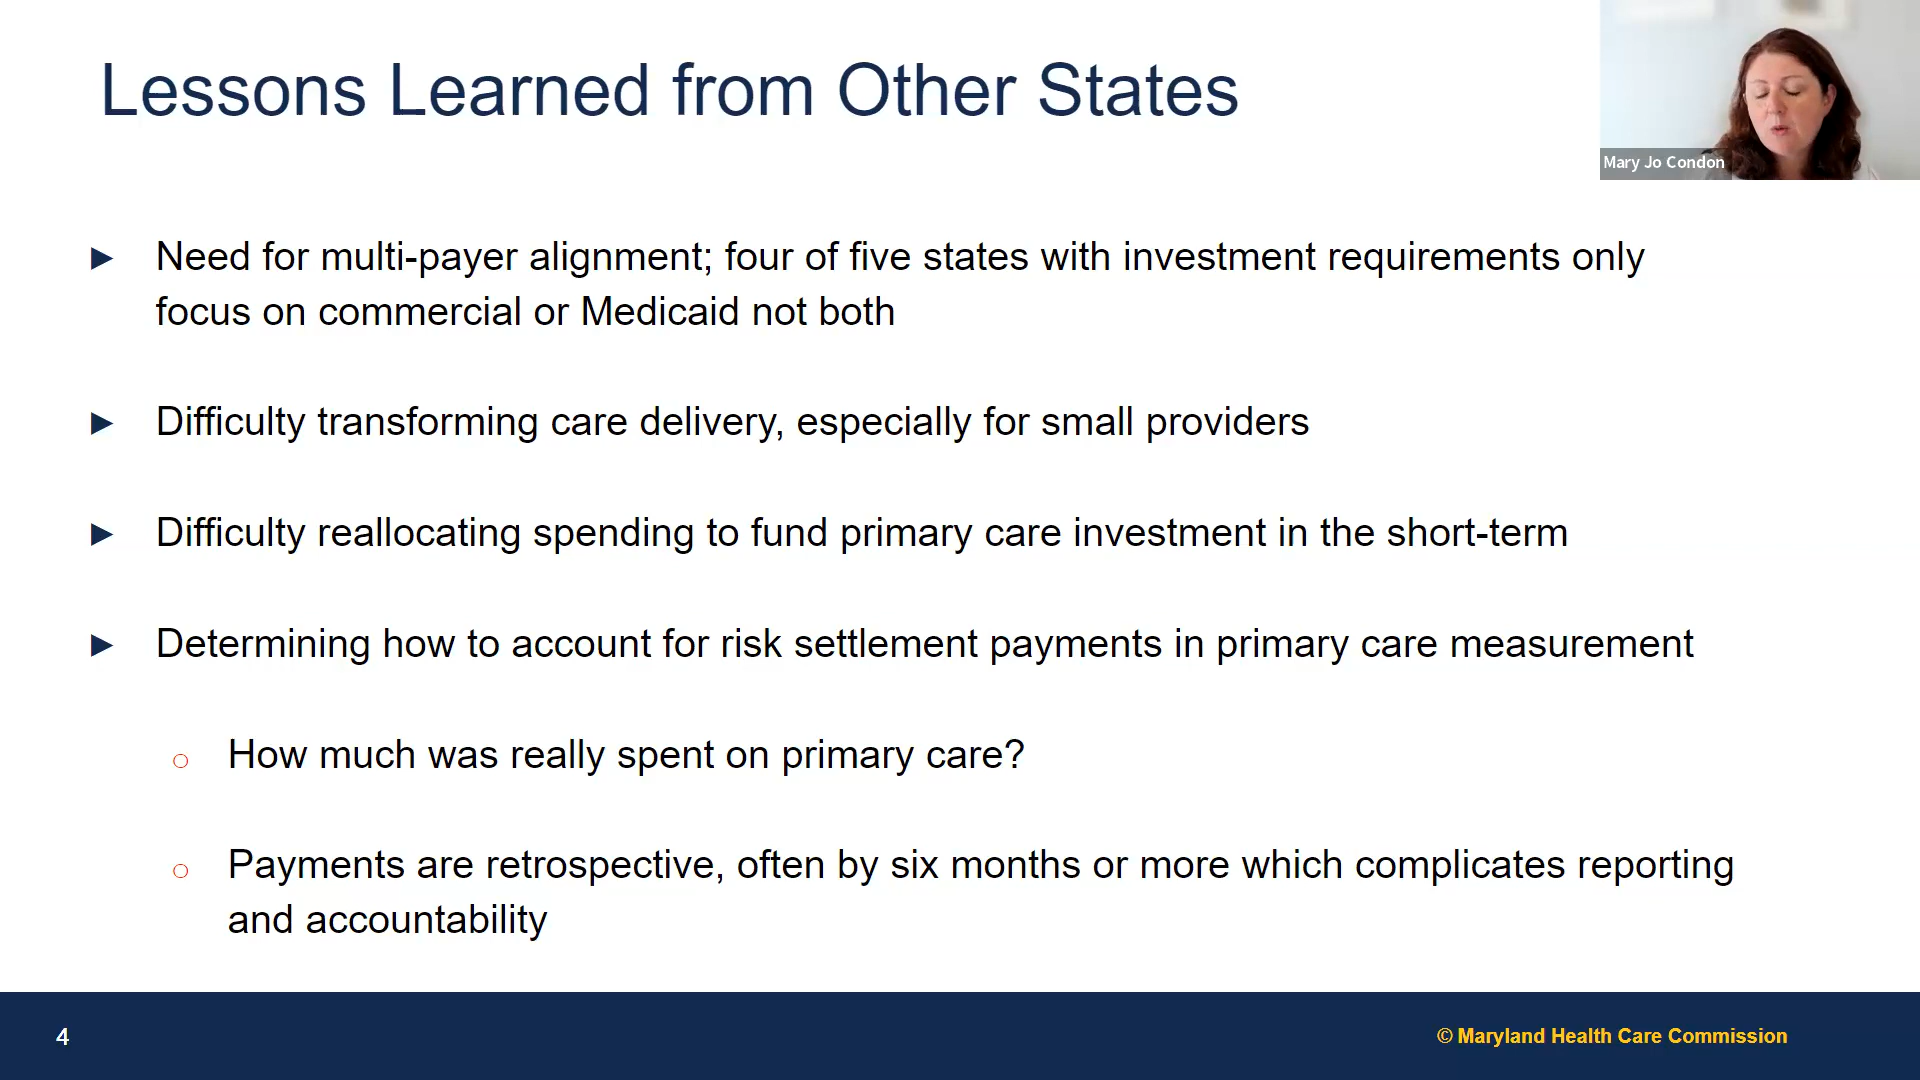 Lessons Learned from Other States
Mary Jo Condon
► Need for multi-payer alignment; four of five states with investment requirements only
focus on commercial or Medicaid not both
► Difficulty transforming care delivery, especially for small providers
► Difficulty reallocating spending to fund primary care investment in the short-term
► Determining how to account for risk settlement payments in primary care measurement
○ How much was really spent on primary care?
○ Payments are retrospective, often by six months or more which complicates reporting
and accountability
4
© Maryland Health Care Commission